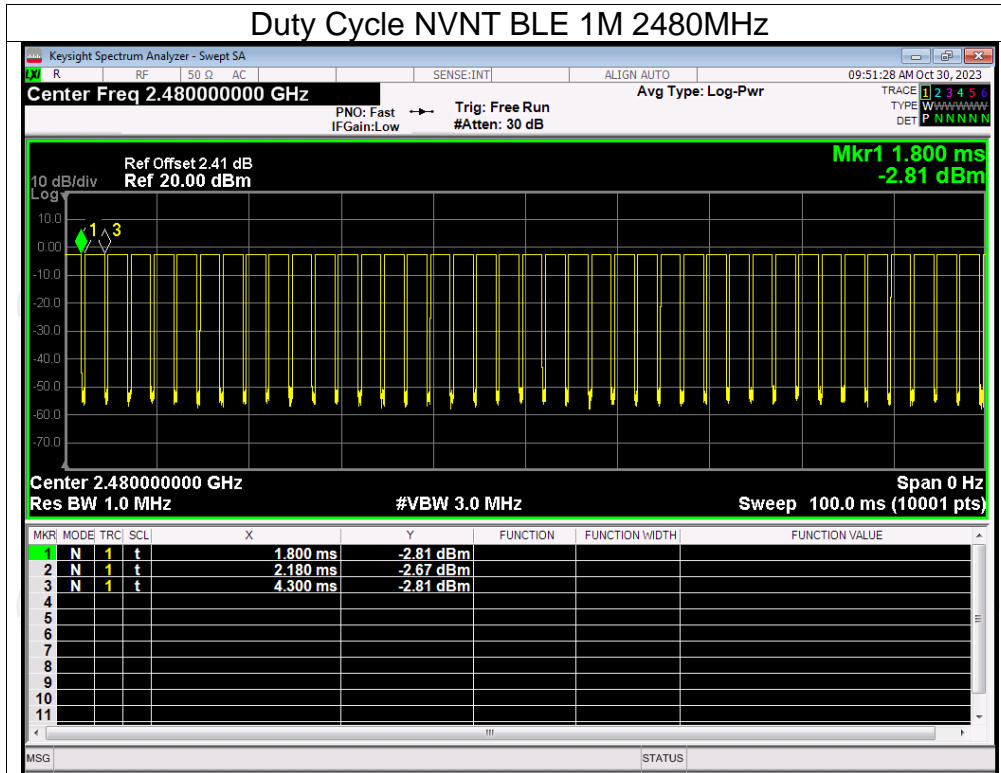 Duty Cycle NVNT BLE 1M 2480MHz
Keysight Spectrum Analyzer - Swept SA
LXI R RF 50 Ω AC SENSE:INT ALIGN AUTO 09:51:28 AM Oct 30, 2023
Center Freq 2.480000000 GHz Avg Type: Log-Pwr TRACE 1 2 3 4 5 6
PNO: Fast Trig: Free Run TYPE W W W W W W
IFGain:Low #Atten: 30 dB DET P N N N N N
Mkr1 1.800 ms
Ref Offset 2.41 dB
10 dB/div Ref 20.00 dBm -2.81 dBm
Log
10.0
1 3
0.00
-10.0
-20.0
-30.0
-40.0
-50.0
-60.0
-70.0
Center 2.480000000 GHz Span 0 Hz
Res BW 1.0 MHz #VBW 3.0 MHz Sweep 100.0 ms (10001 pts)
MKR MODE TRC SCL X Y FUNCTION FUNCTION WIDTH FUNCTION VALUE
1 N 1 t 1.800 ms -2.81 dBm
2 N 1 t 2.180 ms -2.67 dBm
3 N 1 t 4.300 ms -2.81 dBm
4
5
6
7
8
9
10
11
MSG STATUS